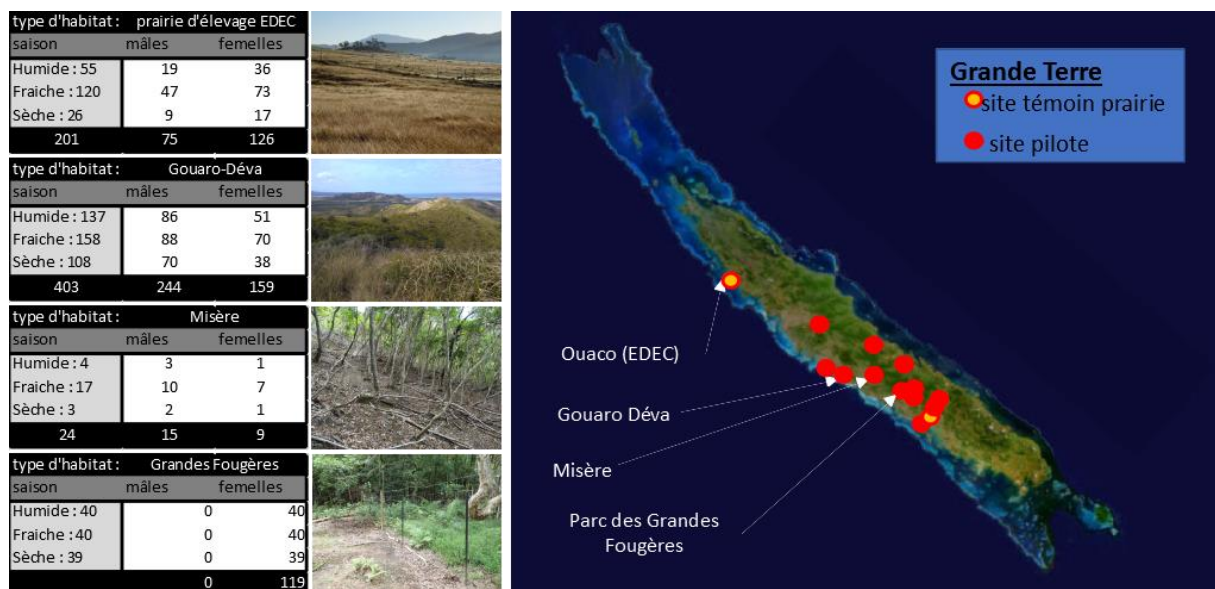 type d'habitat : prairie d'élevage EDEC
saison mâles femelles
Humide : 55 19 36
Fraiche : 120 47 73
Sèche : 26 9 17
201 75 126
type d'habitat : Gouaro-Déva
saison mâles femelles
Humide : 137 86 51
Fraiche : 158 88 70
Sèche : 108 70 38
403 244 159
type d'habitat : Misère
saison mâles femelles
Humide : 4 3 1
Fraiche : 17 10 7
Sèche : 3 2 1
24 15 9
type d'habitat : Grandes Fougères
saison mâles femelles
Humide : 40 0 40
Fraiche : 40 0 40
Sèche : 39 0 39
0 119
Grande Terre
site témoin prairie
site pilote
Ouaco (EDEC)
Gouaro Déva
Misère
Parc des Grandes
Fougères